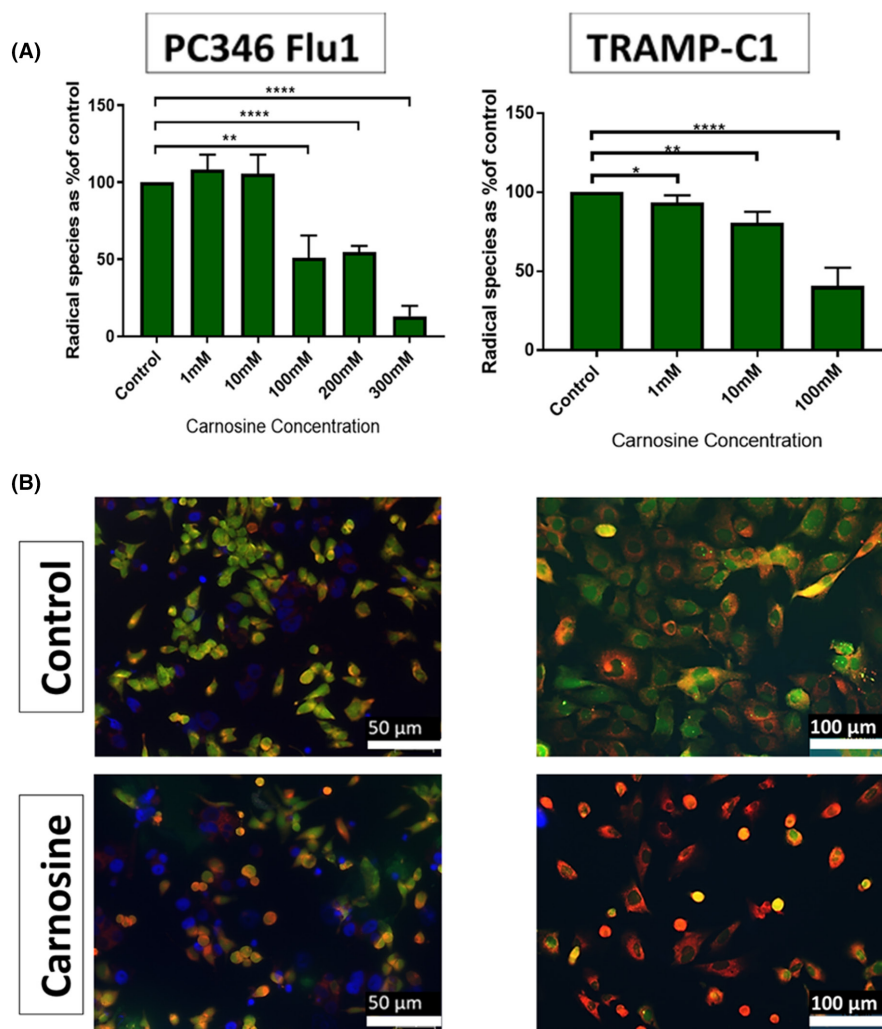 (A)
PC346 Flu1
Radical species as %of control
150
100
50
0
****
****
**
Control
1mM
10mM
100mM
200mM
300mM
Carnosine Concentration
TRAMP-C1
Radical species as %of control
150
100
50
0
****
**
*
Control
1mM
10mM
100mM
Carnosine Concentration
(B)
Control
50 µm
100 µm
Carnosine
50 µm
100 µm